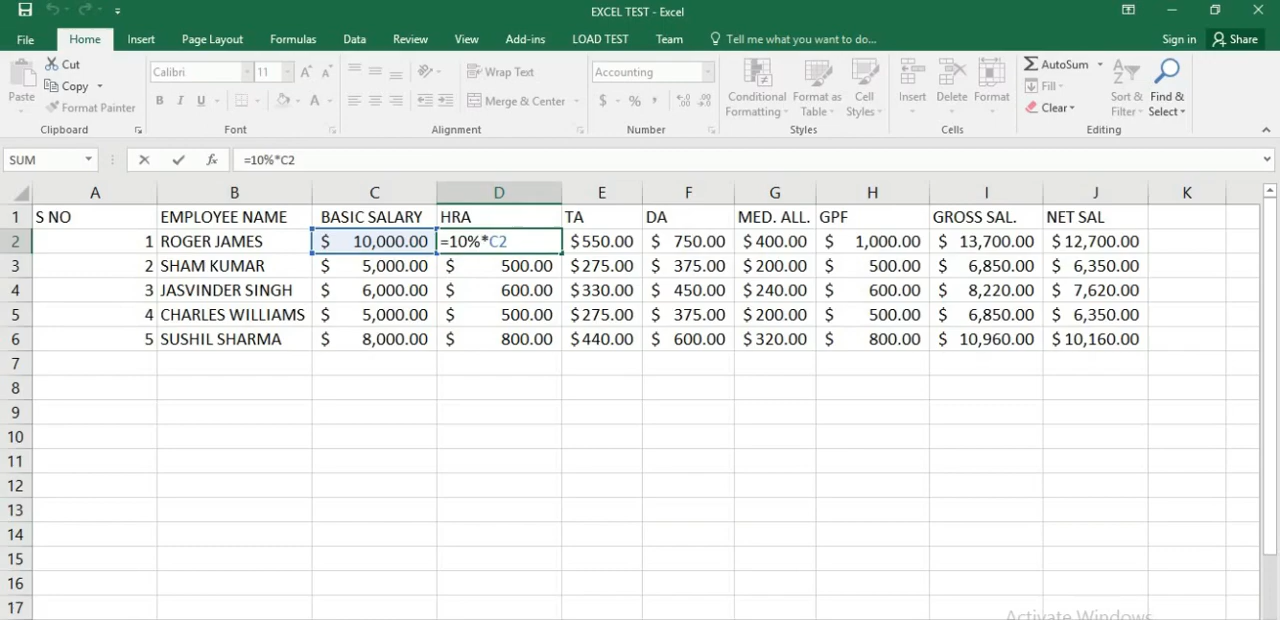 EXCEL TEST - Excel
File Home Insert Page Layout Formulas Data Review View Add-ins LOAD TEST Team Tell me what you want to do... Sign in Share
Paste Cut Calibri 11 A A Wrap Text Accounting Conditional Formatting Format as Table Cell Styles Insert Delete Format AutoSum Sort & Filter Find & Select
Copy B I U A Merge & Center $ % , Fill
Format Painter Clear
Clipboard Font Alignment Number Styles Cells Editing
SUM fx =10%*C2
A B C D E F G H I J K
1 S NO EMPLOYEE NAME BASIC SALARY HRA TA DA MED. ALL. GPF GROSS SAL. NET SAL
2 1 ROGER JAMES $ 10,000.00 =10%*C2 $550.00 $ 750.00 $400.00 $ 1,000.00 $ 13,700.00 $ 12,700.00
3 2 SHAM KUMAR $ 5,000.00 $ 500.00 $275.00 $ 375.00 $200.00 $ 500.00 $ 6,850.00 $ 6,350.00
4 3 JASVINDER SINGH $ 6,000.00 $ 600.00 $330.00 $ 450.00 $240.00 $ 600.00 $ 8,220.00 $ 7,620.00
5 4 CHARLES WILLIAMS $ 5,000.00 $ 500.00 $275.00 $ 375.00 $200.00 $ 500.00 $ 6,850.00 $ 6,350.00
6 5 SUSHIL SHARMA $ 8,000.00 $ 800.00 $440.00 $ 600.00 $320.00 $ 800.00 $ 10,960.00 $ 10,160.00
7
8
9
10
11
12
13
14
15
16
17
Activate Windows